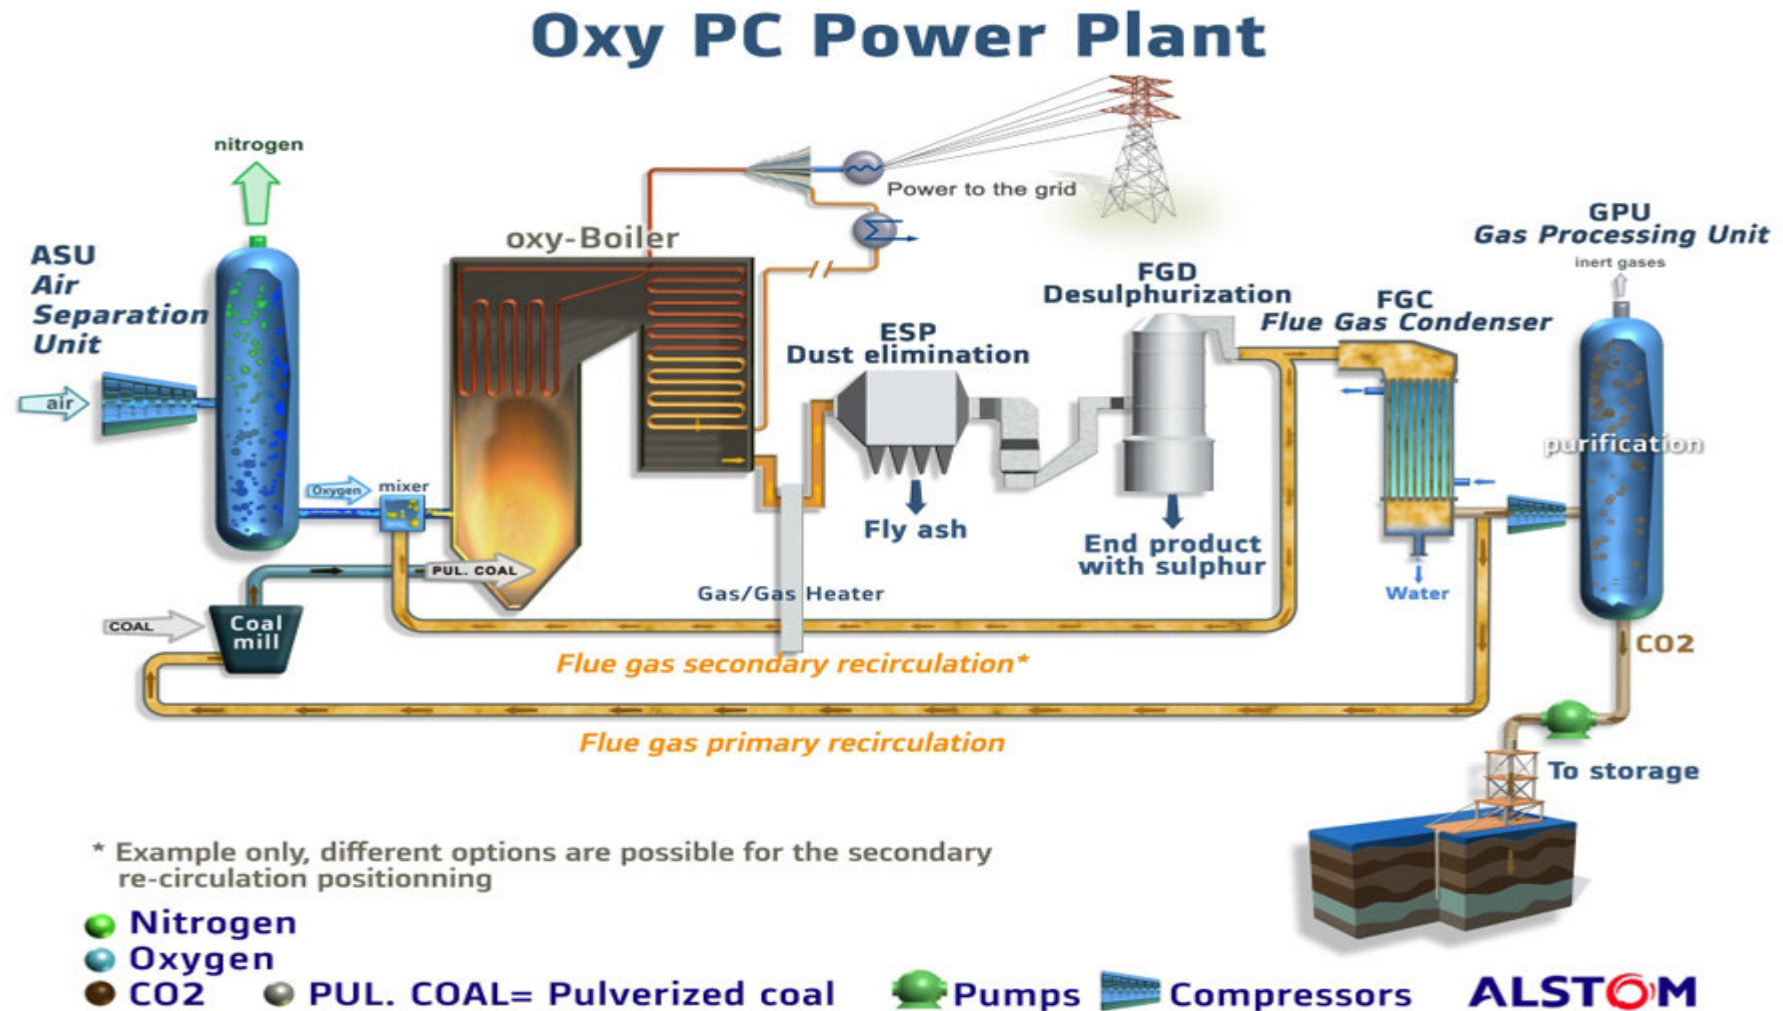 Oxy PC Power Plant
nitrogen
Power to the grid
GPU
Gas Processing Unit
inert gases
oxy-Boiler
ASU
Air
Separation
Unit
FGD
Desulphurization
FGC
Flue Gas Condenser
ESP
Dust elimination
air
purification
Oxygen
mixer
Fly ash
End product
with sulphur
PUL. COAL
Gas/Gas Heater
Water
COAL
Coal
mill
CO2
Flue gas secondary recirculation*
Flue gas primary recirculation
To storage
* Example only, different options are possible for the secondary
re-circulation positionning
Nitrogen
Oxygen
CO2
PUL. COAL= Pulverized coal
Pumps
Compressors
ALSTOM